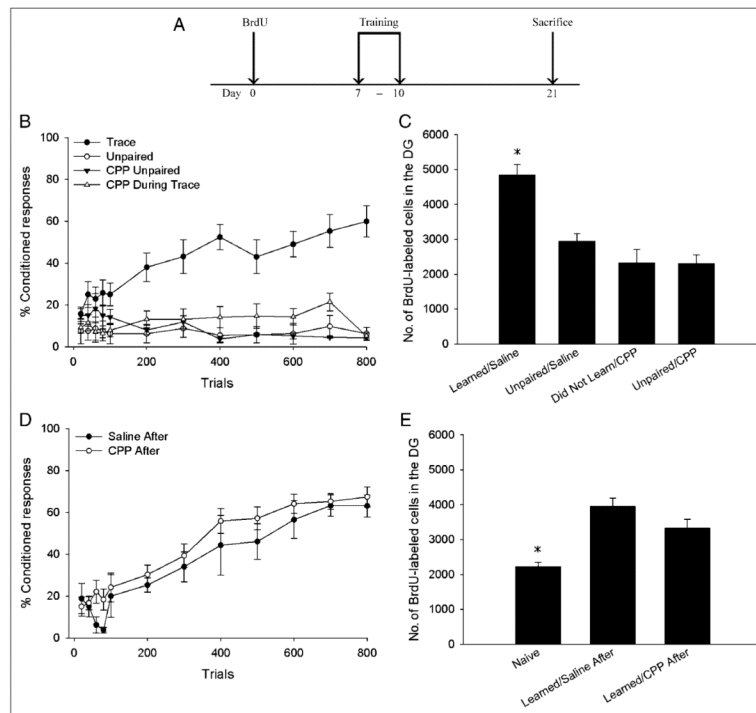 A
BrdU Training Sacrifice
Day 0 7 – 10 21
B
Trace
Unpaired
CPP Unpaired
CPP During Trace
% Conditioned responses
100
80
60
40
20
0
0 200 400 600 800
Trials
C
No. of BrdU-labeled cells in the DG
6000
5000
4000
3000
2000
1000
0
*
Learned/Saline
Unpaired/Saline
Did Not Learn/CPP
Unpaired/CPP
D
Saline After
CPP After
% Conditioned responses
100
80
60
40
20
0
0 200 400 600 800
Trials
E
No. of BrdU-labeled cells in the DG
6000
5000
4000
3000
2000
1000
0
*
Naive
Learned/Saline After
Learned/CPP After